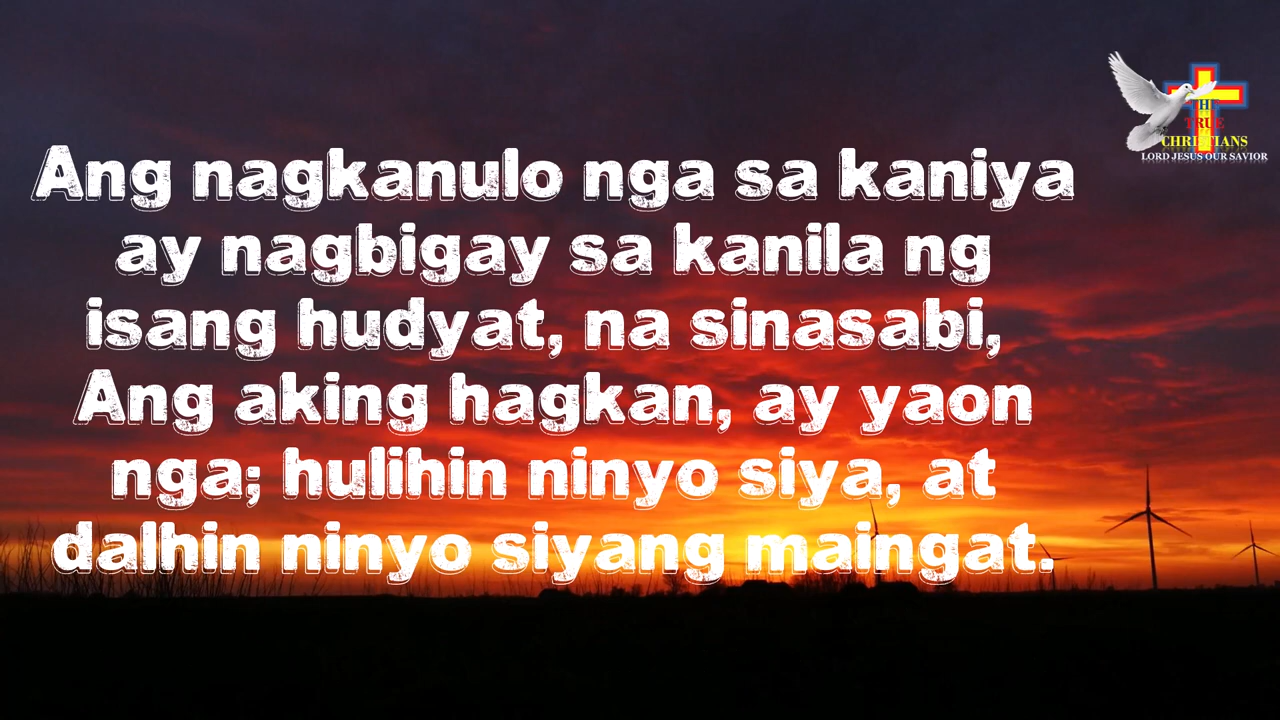 Ang nagkanulo nga sa kaniya
ay nagbigay sa kanila ng
isang hudyat, na sinasabi,
Ang aking hagkan, ay yaon
nga; hulihin ninyo siya, at
dalhin ninyo siyang maingat.
THE
TRUE
CHRISTIANS
LORD JESUS OUR SAVIOR